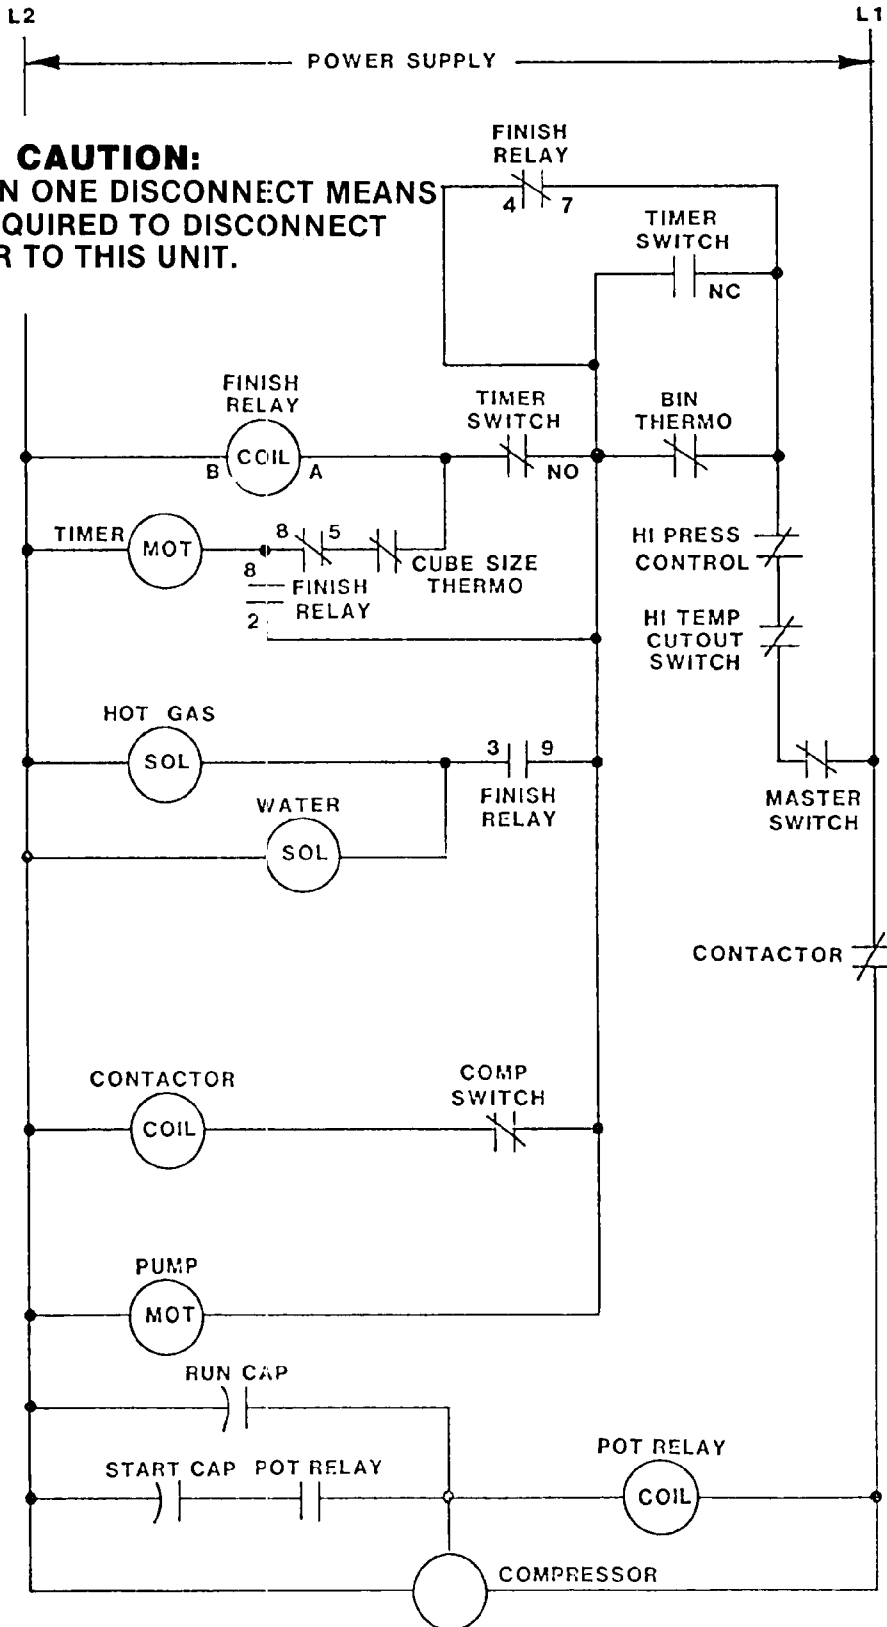 L2
L1
POWER SUPPLY
CAUTION:
N ONE DISCONNECT MEANS
QUIRED TO DISCONNECT
R TO THIS UNIT.
FINISH
RELAY
4
7
TIMER
SWITCH
NC
FINISH
RELAY
COIL
B
A
TIMER
SWITCH
NO
BIN
THERMO
TIMER
MOT
8
5
CUBE SIZE
THERMO
8
FINISH
RELAY
2
HI PRESS
CONTROL
HI TEMP
CUTOUT
SWITCH
HOT GAS
SOL
3
9
FINISH
RELAY
MASTER
SWITCH
WATER
SOL
CONTACTOR
CONTACTOR
COIL
COMP
SWITCH
PUMP
MOT
RUN CAP
START CAP
POT RELAY
POT RELAY
COIL
COMPRESSOR